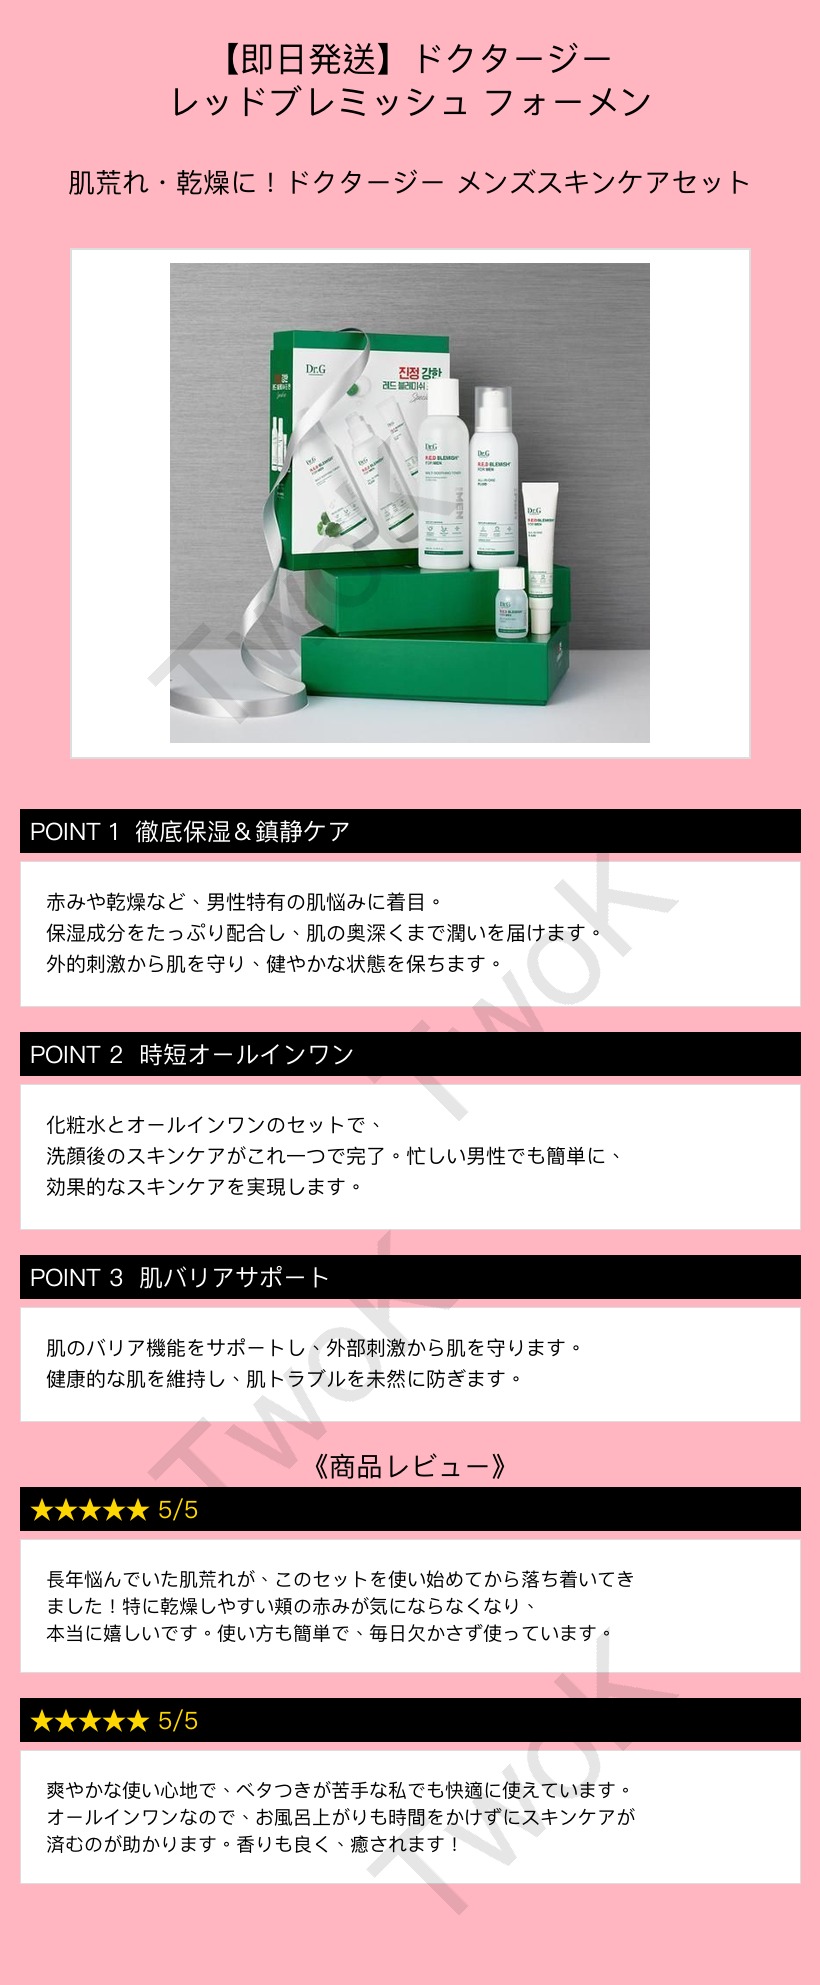 【即日発送】ドクタージー
レッドブレミッシュ フォーメン
肌荒れ・乾燥に！ドクタージー メンズスキンケアセット
Dr.G
진정 강한
레드 블레미쉬
Dr.G
R.E.D BLEMISH
FOR MEN
FOR MEN
Dr.G
R.E.D BLEMISH
FOR MEN
ALL-IN-ONE
FLUID
Dr.G
R.E.D BLEMISH
FOR MEN
Dr.G
R.E.D BLEMISH
FOR MEN
TwoK
POINT 1 徹底保湿＆鎮静ケア
赤みや乾燥など、男性特有の肌悩みに着目。
保湿成分をたっぷり配合し、肌の奥深くまで潤いを届けます。
外的刺激から肌を守り、健やかな状態を保ちます。
TwoK
POINT 2 時短オールインワン
化粧水とオールインワンのセットで、
洗顔後のスキンケアがこれ一つで完了。忙しい男性でも簡単に、
効果的なスキンケアを実現します。
POINT 3 肌バリアサポート
肌のバリア機能をサポートし、外部刺激から肌を守ります。
健康的な肌を維持し、肌トラブルを未然に防ぎます。
TwoK
《商品レビュー》
★★★★★ 5/5
長年悩んでいた肌荒れが、このセットを使い始めてから落ち着いてき
ました！特に乾燥しやすい頬の赤みが気にならなくなり、
本当に嬉しいです。使い方も簡単で、毎日欠かさず使っています。
★★★★★ 5/5
爽やかな使い心地で、ベタつきが苦手な私でも快適に使えています。
オールインワンなので、お風呂上がりも時間をかけずにスキンケアが
済むのが助かります。香りも良く、癒されます！
TwoK